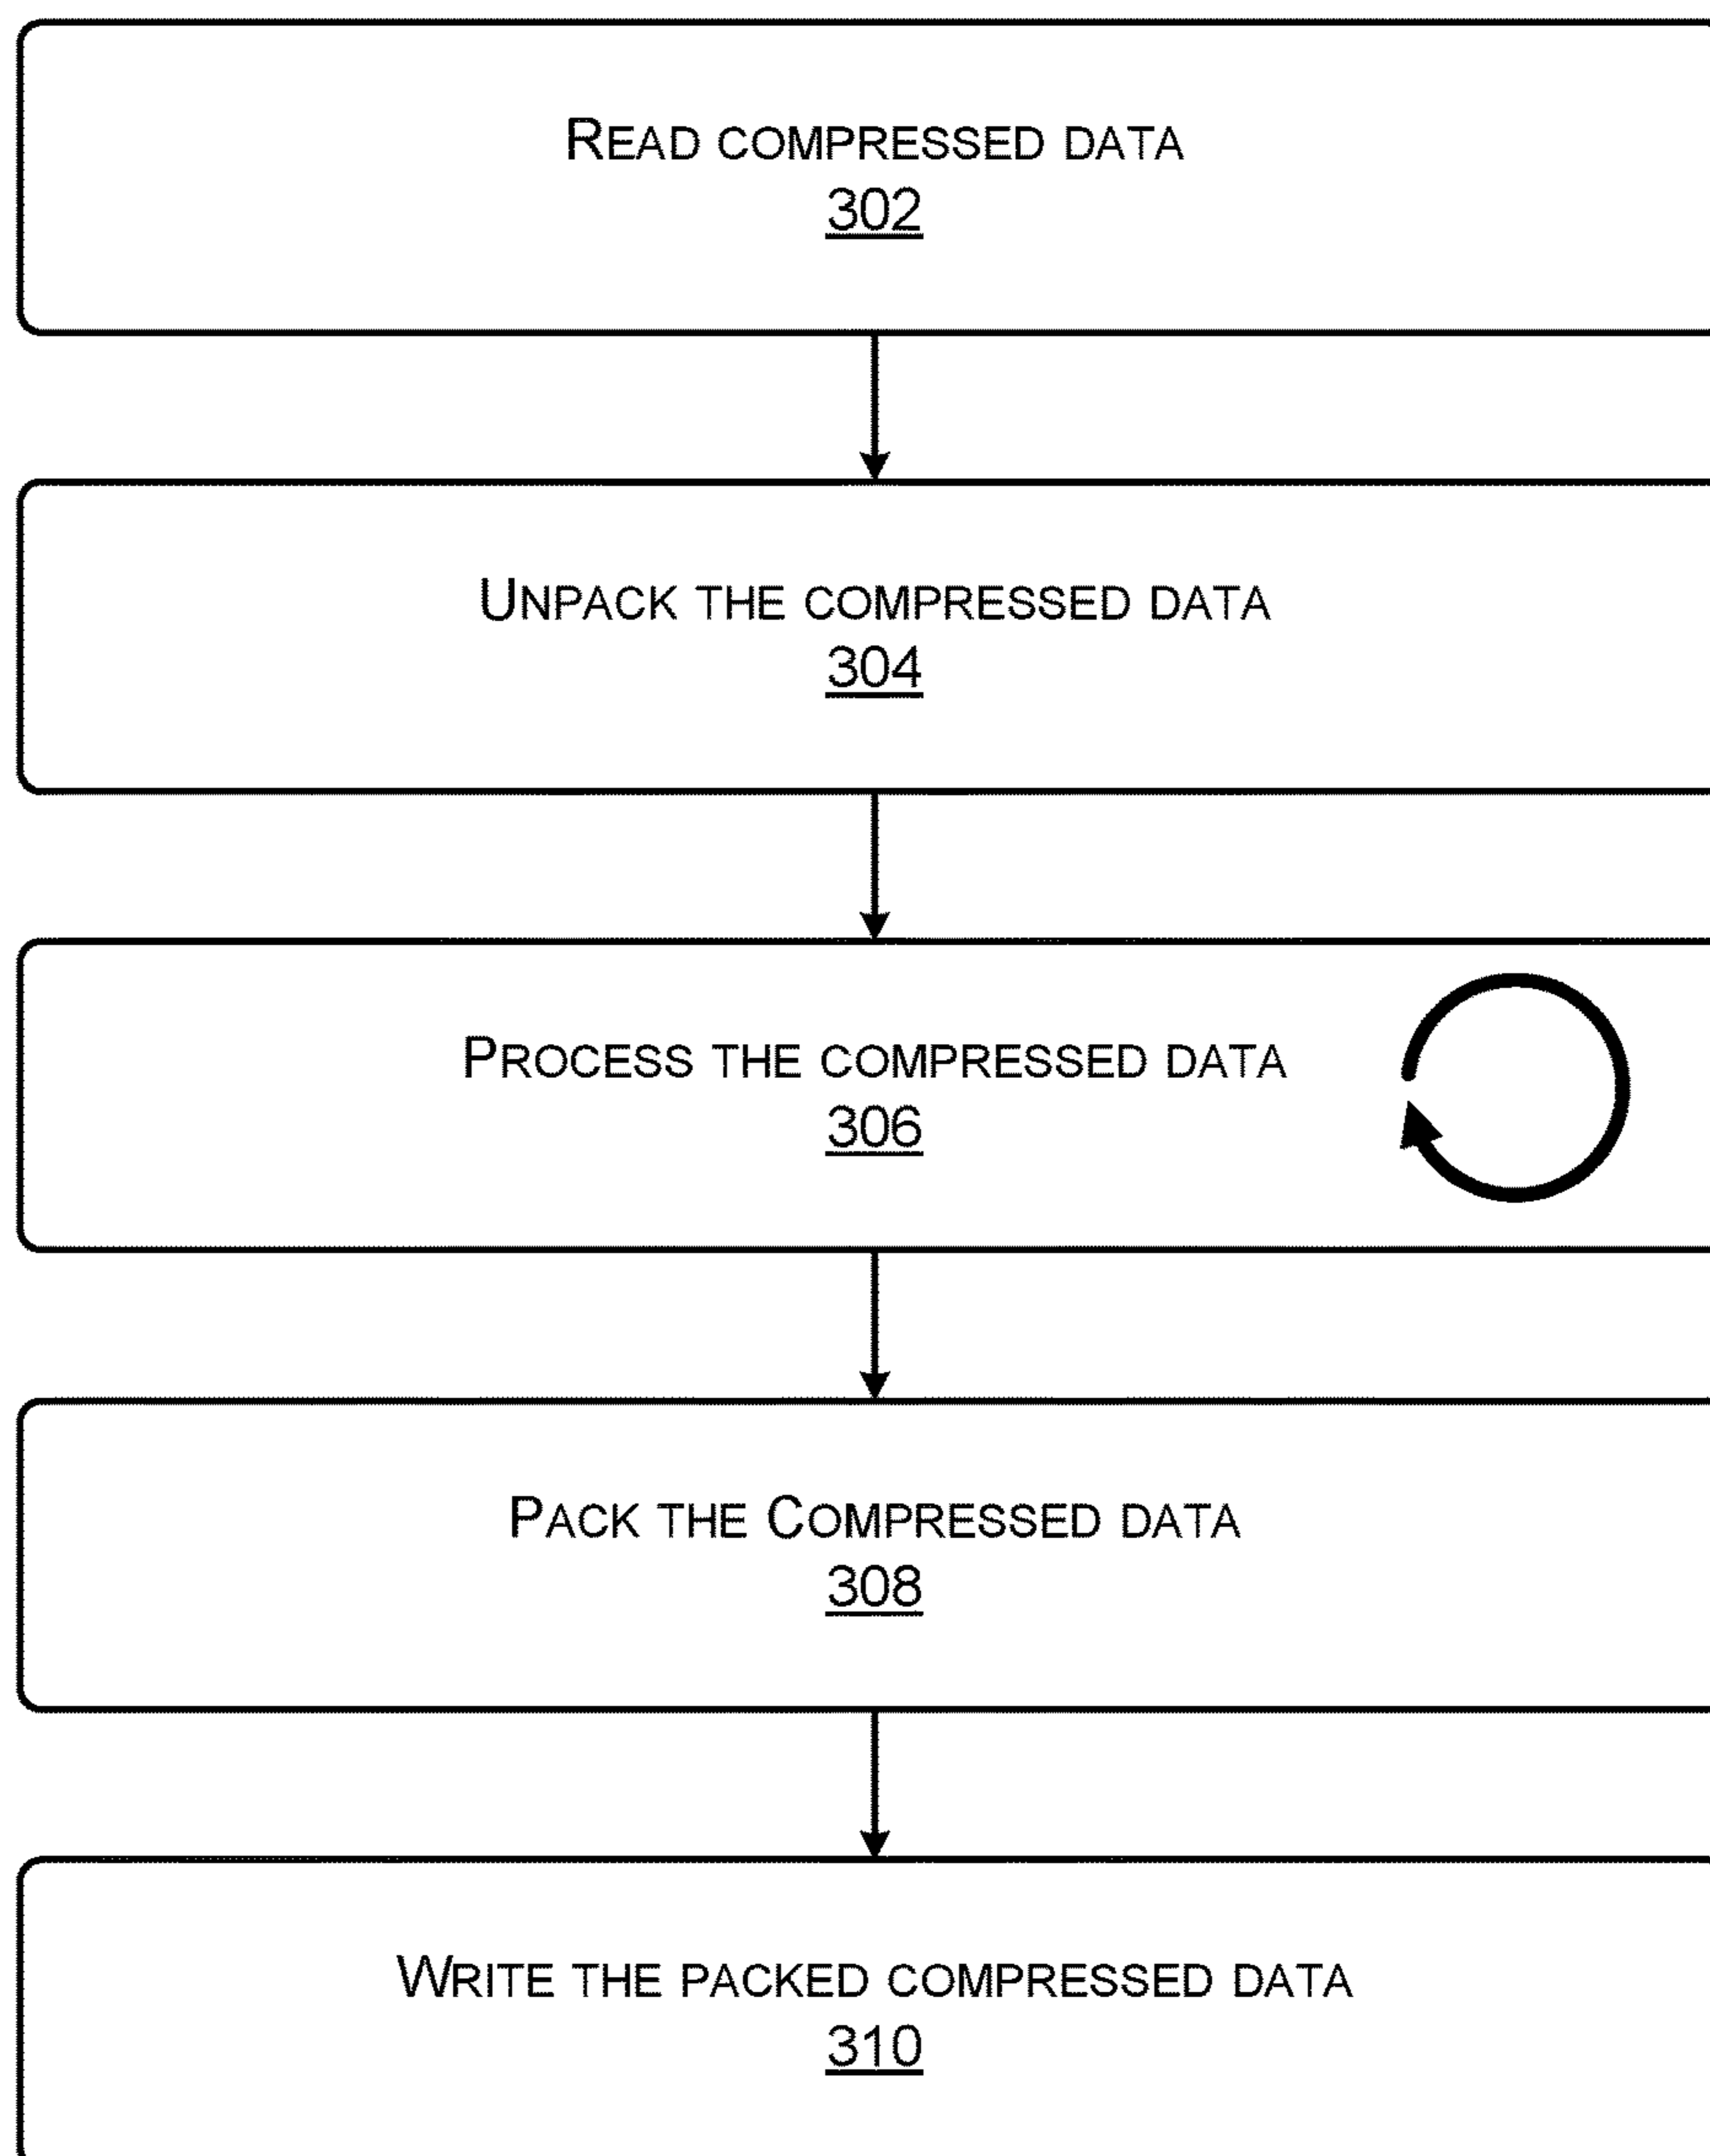 READ COMPRESSED DATA
302
UNPACK THE COMPRESSED DATA
304
PROCESS THE COMPRESSED DATA
306
PACK THE COMPRESSED DATA
308
WRITE THE PACKED COMPRESSED DATA
310